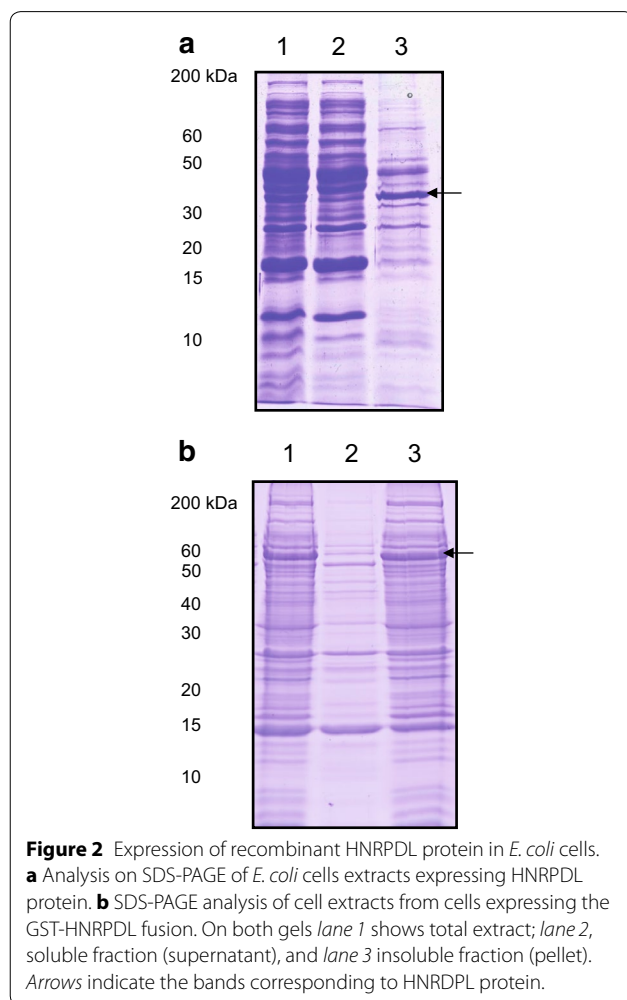 a
1 2 3
200 kDa
60
50
30
20
15
10
b
1 2 3
200 kDa
60
50
40
30
20
15
10
Figure 2 Expression of recombinant HNRPDL protein in E. coli cells.
a Analysis on SDS-PAGE of E. coli cells extracts expressing HNRPDL
protein. b SDS-PAGE analysis of cell extracts from cells expressing the
GST-HNRPDL fusion. On both gels lane 1 shows total extract; lane 2,
soluble fraction (supernatant), and lane 3 insoluble fraction (pellet).
Arrows indicate the bands corresponding to HNRDPL protein.